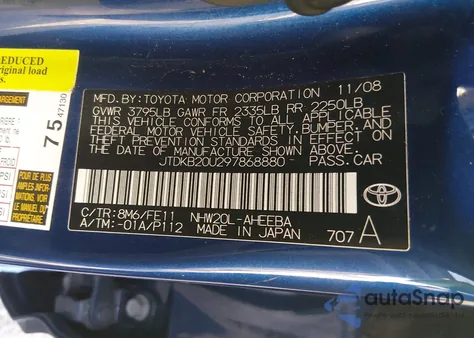 REDUCED
original load
75
47130
MFD. BY: TOYOTA MOTOR CORPORATION 11/08
GVWR 3795LB GAWR FR 2335LB RR 2250LB
THIS VEHICLE CONFORMS TO ALL APPLICABLE
FEDERAL MOTOR VEHICLE SAFETY, BUMPER, AND
THEFT PREVENTION STANDARDS IN EFFECT ON
THE DATE OF MANUFACTURE SHOWN ABOVE.
JTDKB20U297868880 - PASS.CAR
C/TR: 8M6/FE11 NHW20L-AHEEBA
A/TM: -01A/P112 MADE IN JAPAN 707 A
TOYOTA
autoSnap